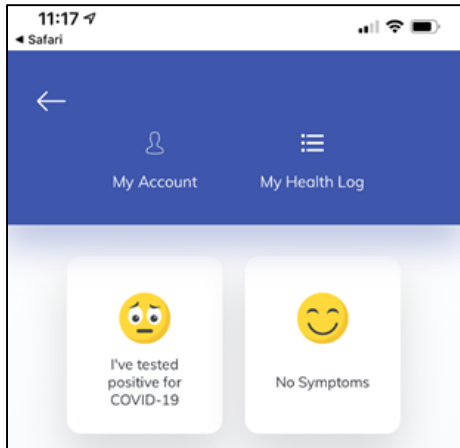 11:17
Safari
My Account My Health Log
I've tested
positive for
COVID-19
No Symptoms